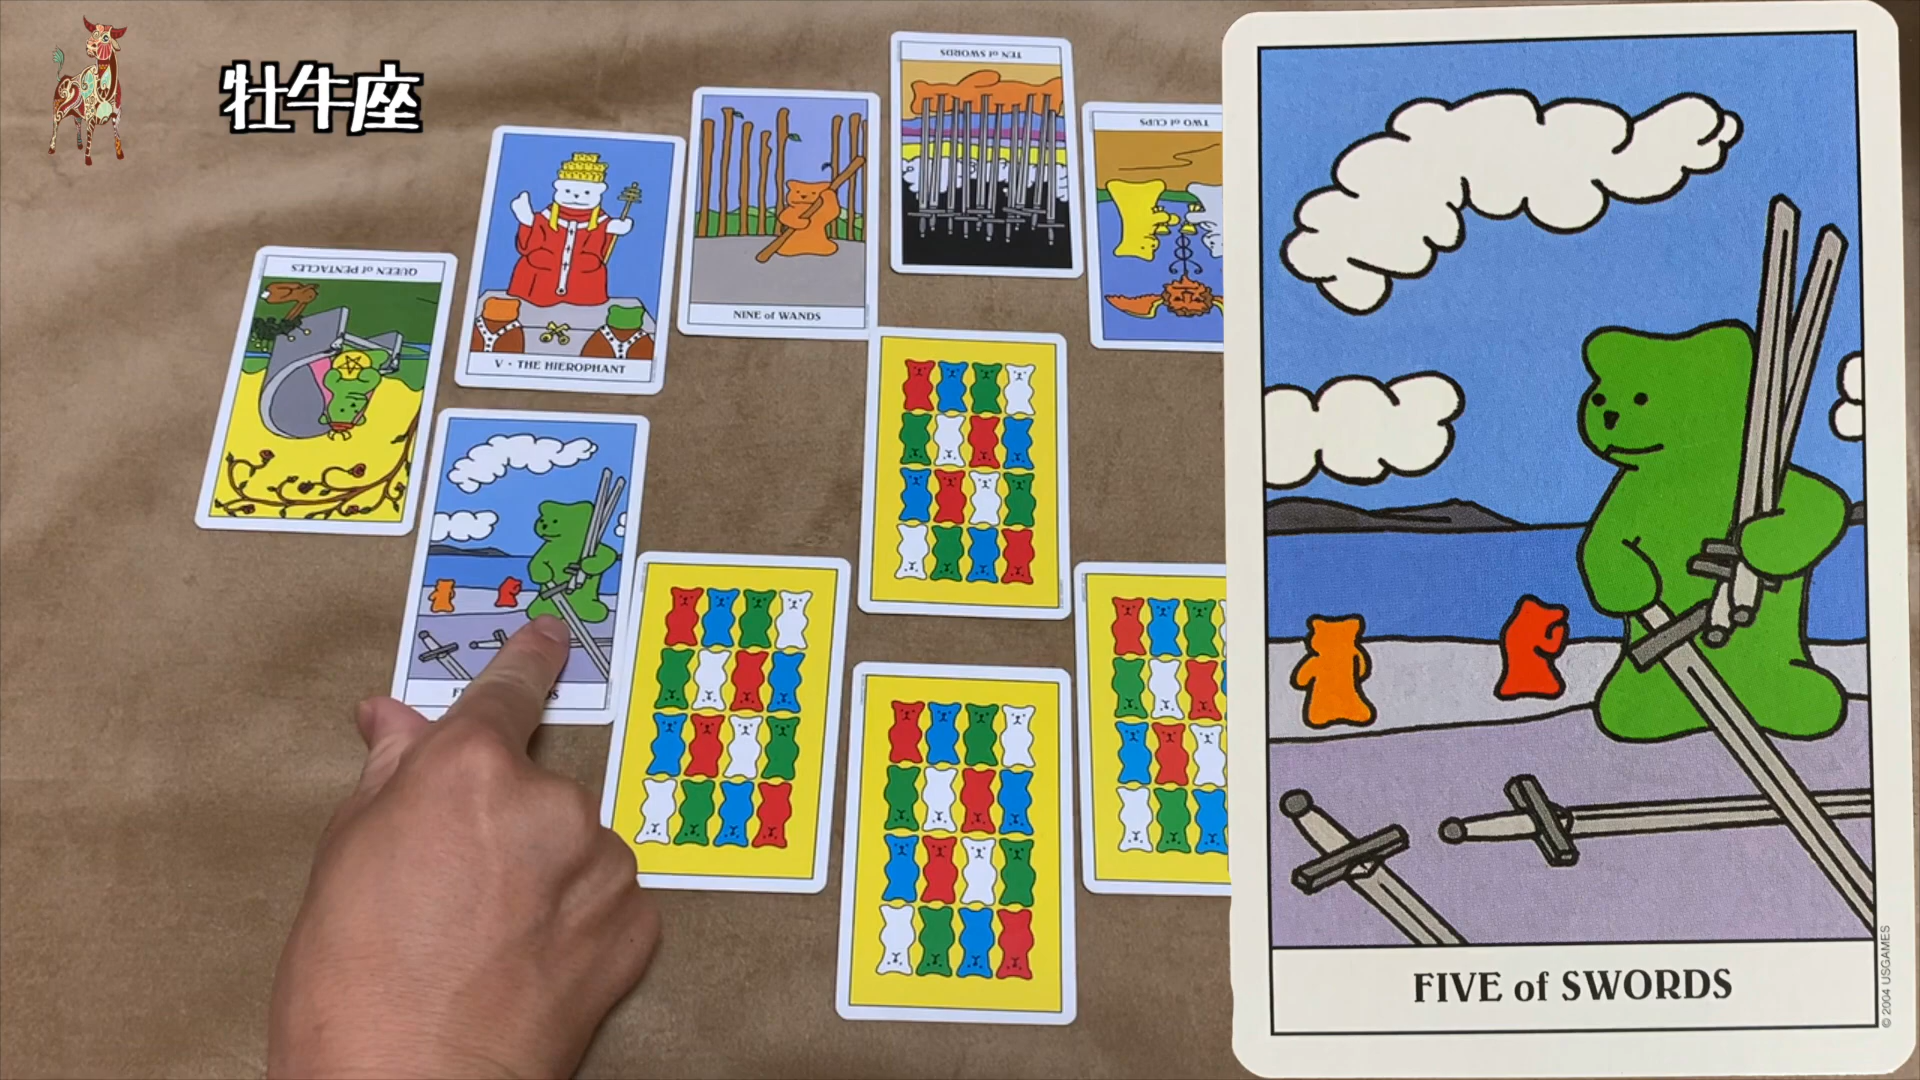 牡牛座
TEN of SWORDS
TWO of CUPS
QUEEN of PENTACLES
V · THE HIEROPHANT
NINE of WANDS
FIVE of SWORDS
© 2004 USGAMES